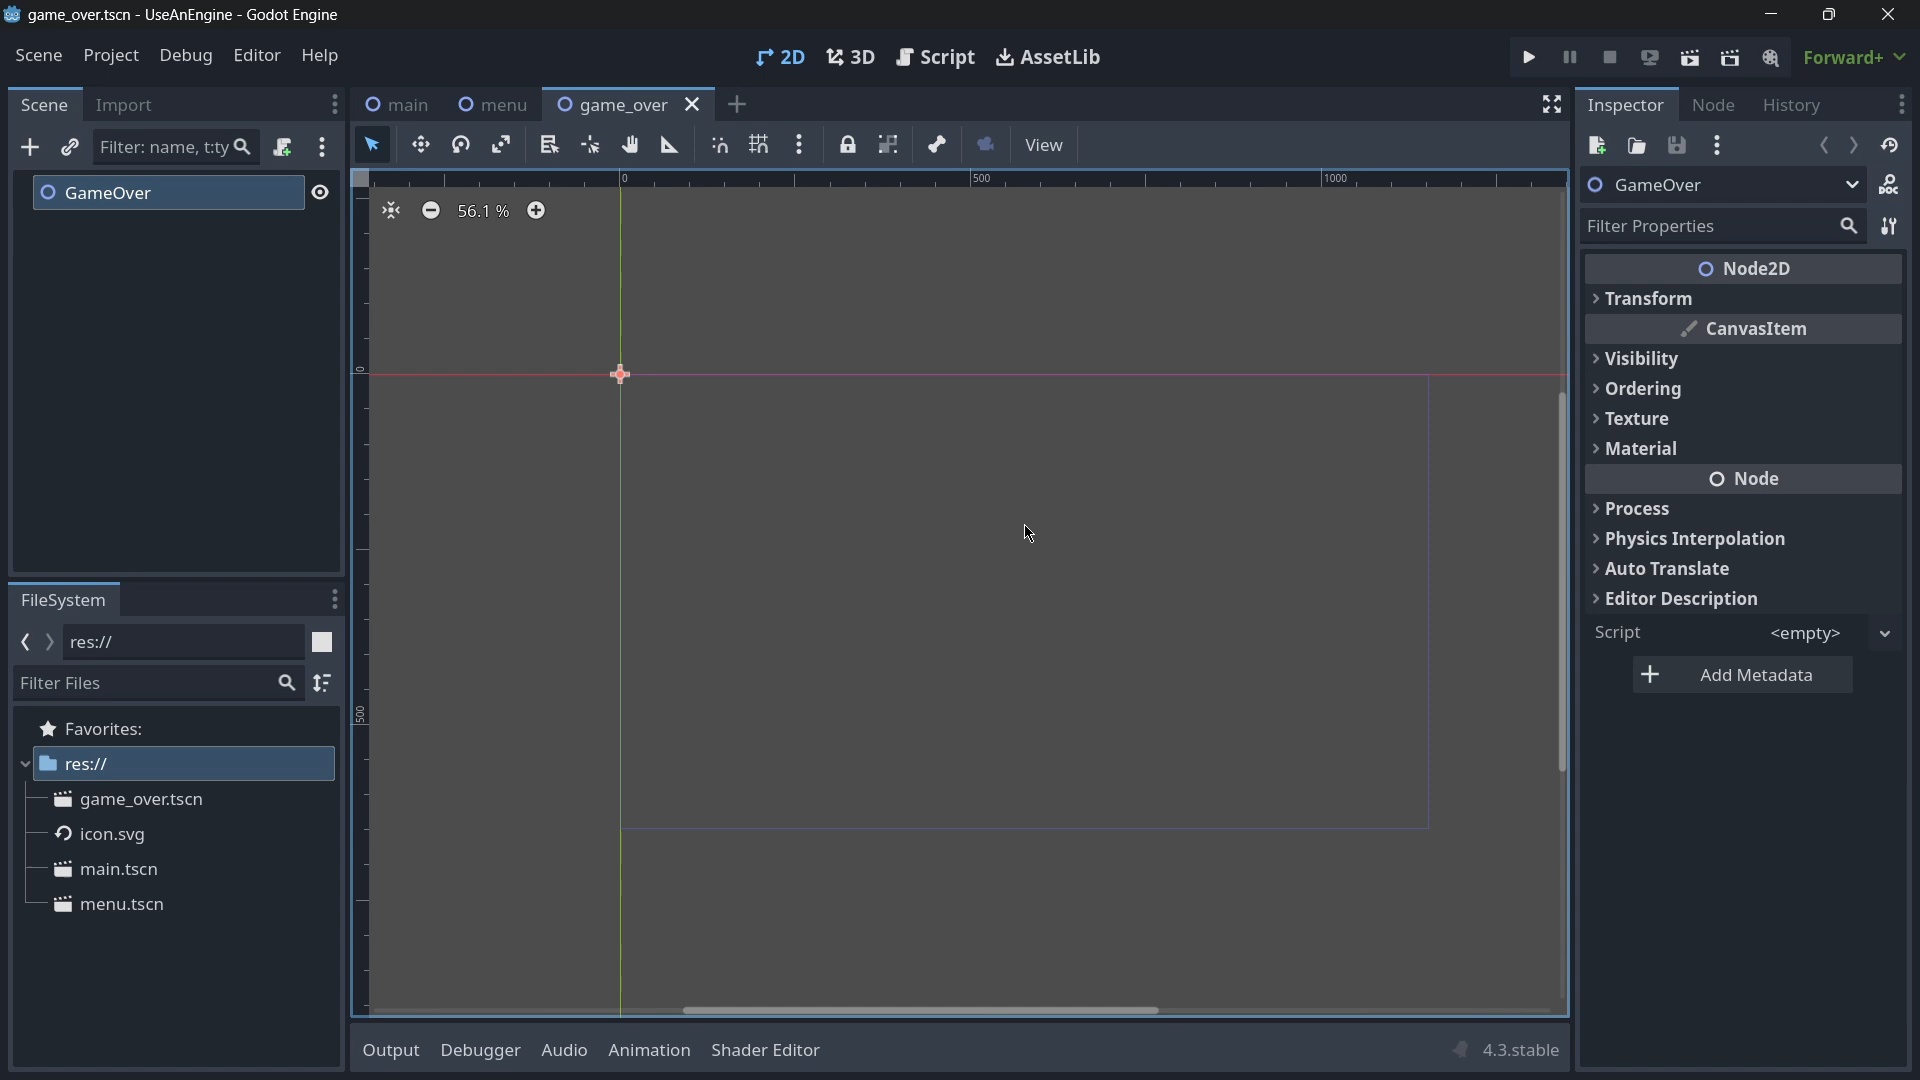 game_over.tscn - UseAnEngine - Godot Engine
Scene Project Debug Editor Help
2D 3D Script AssetLib
Forward+
Scene Import
Filter: name, t:ty
GameOver
main menu game_over
View
0 500 1000
56.1 %
0
500
Inspector Node History
GameOver
DOC
Filter Properties
Node2D
Transform
CanvasItem
Visibility
Ordering
Texture
Material
Node
Process
Physics Interpolation
Auto Translate
Editor Description
Script <empty>
Add Metadata
FileSystem
res://
Filter Files
Favorites:
res://
game_over.tscn
icon.svg
main.tscn
menu.tscn
Output Debugger Audio Animation Shader Editor
4.3.stable